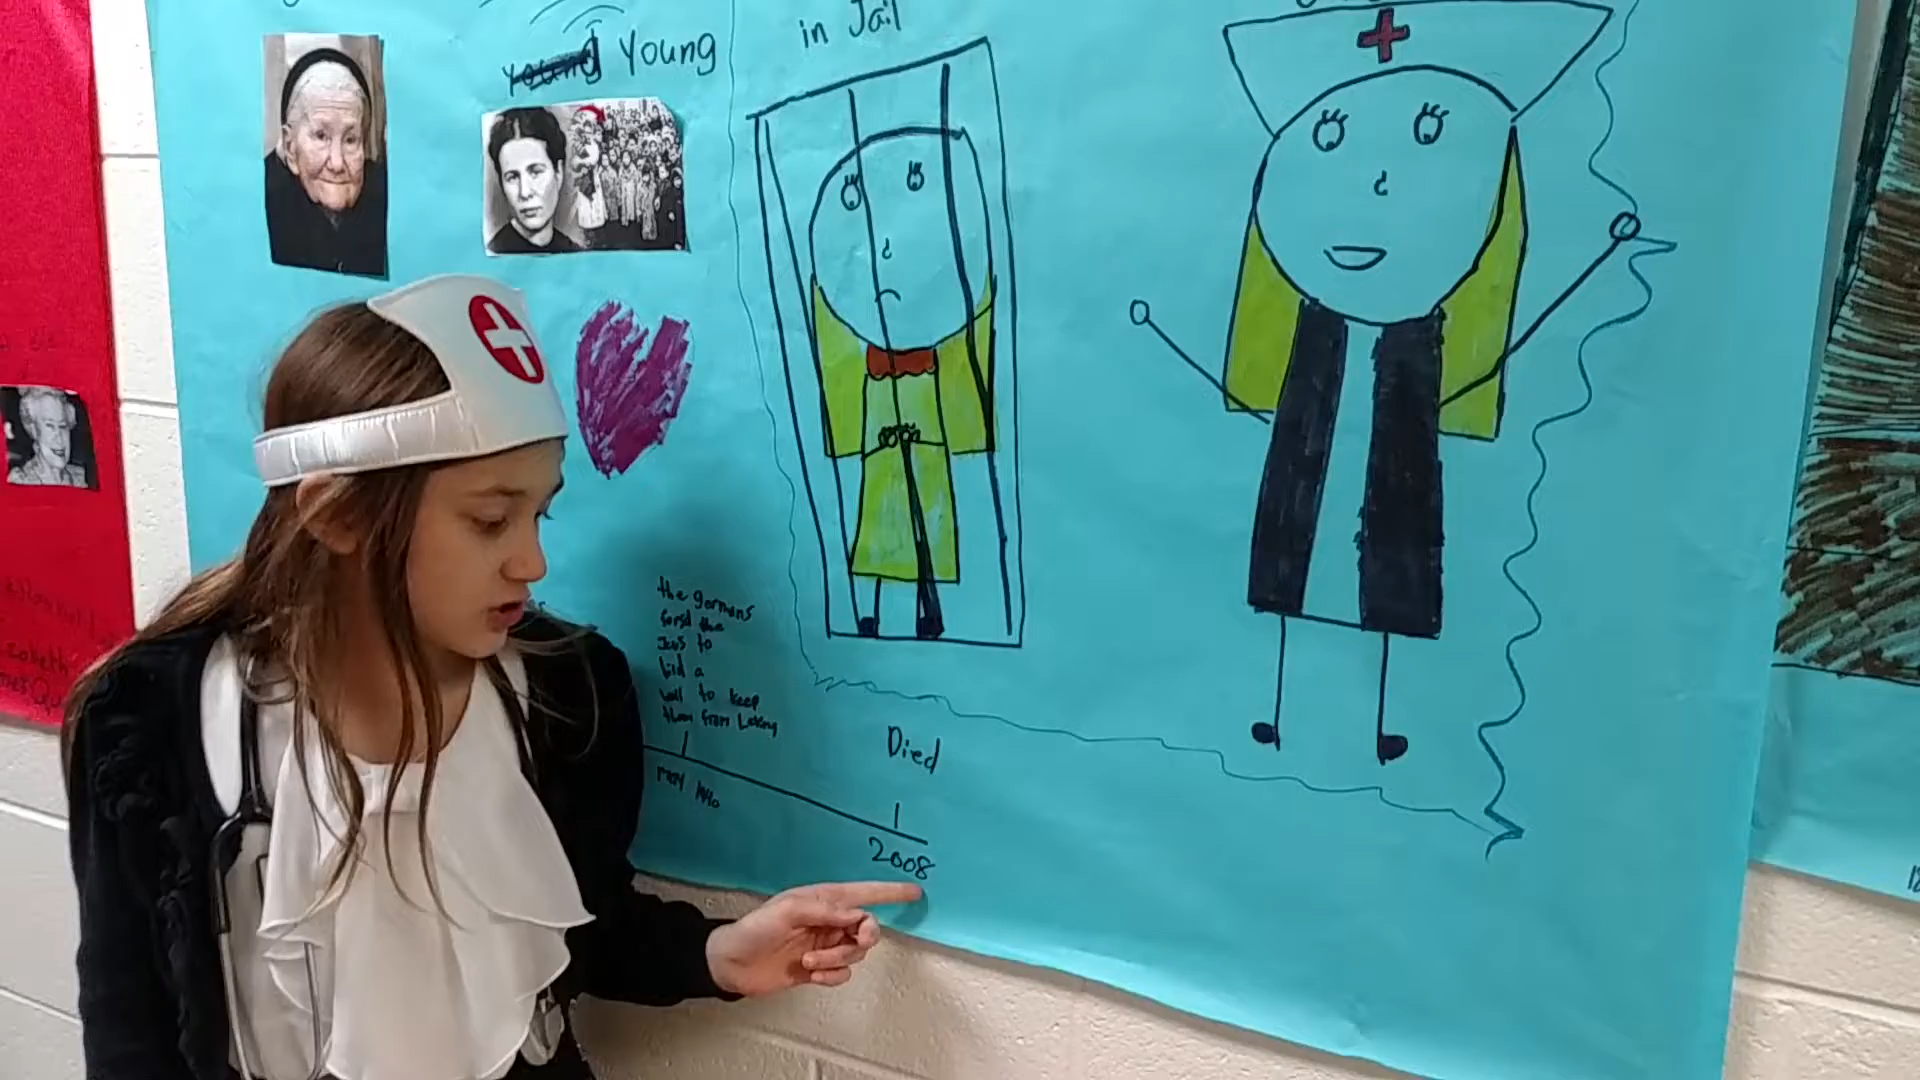 Young Young
in Jail
the germans
forsd the
Jews to
bild a
wall to keep
them from Leving
may 1940
Died
2008